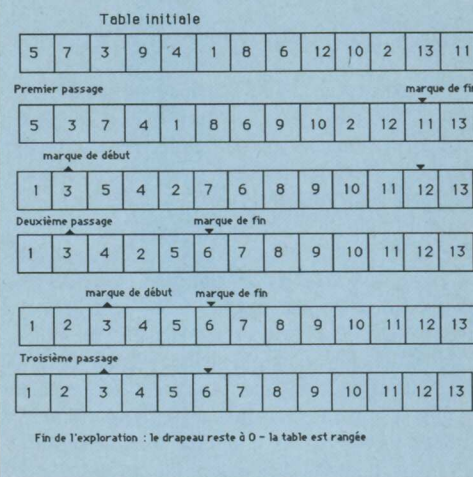 Table initiale
5 7 3 9 4 1 8 6 12 10 2 13 11
Premier passage marque de fin
5 3 7 4 1 8 6 9 10 2 12 11 13
marque de début
1 3 5 4 2 7 6 8 9 10 11 12 13
Deuxième passage marque de fin
1 3 4 2 5 6 7 8 9 10 11 12 13
marque de début marque de fin
1 2 3 4 5 6 7 8 9 10 11 12 13
Troisième passage
1 2 3 4 5 6 7 8 9 10 11 12 13
Fin de l'exploration : le drapeau reste à 0 - la table est rangée